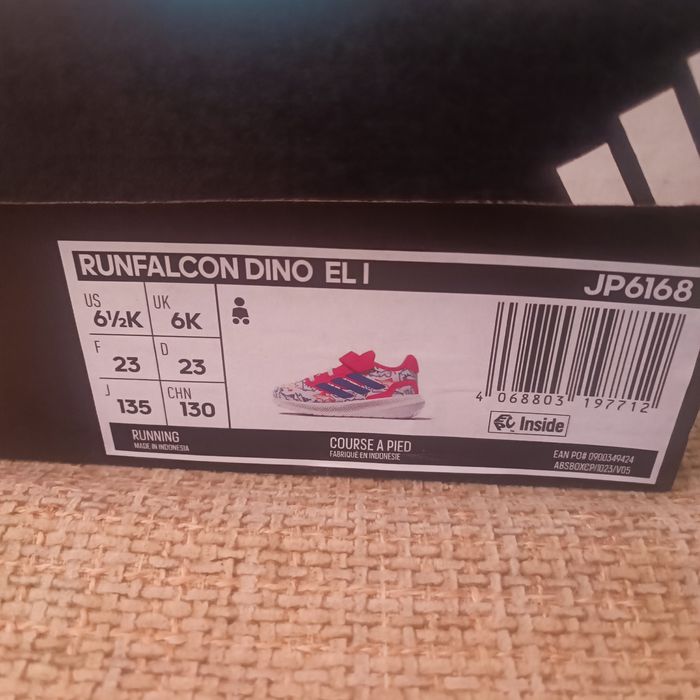 RUNFALCON DINO EL I JP6168
US 6½K UK 6K
F 23 D 23
J 135 CHN 130
4 068803 197712
Inside
RUNNING COURSE A PIED EAN PO# 0900349424
MADE IN INDONESIA FABRIQUÉ EN INDONESIE ABSBOXCP/1023/V05